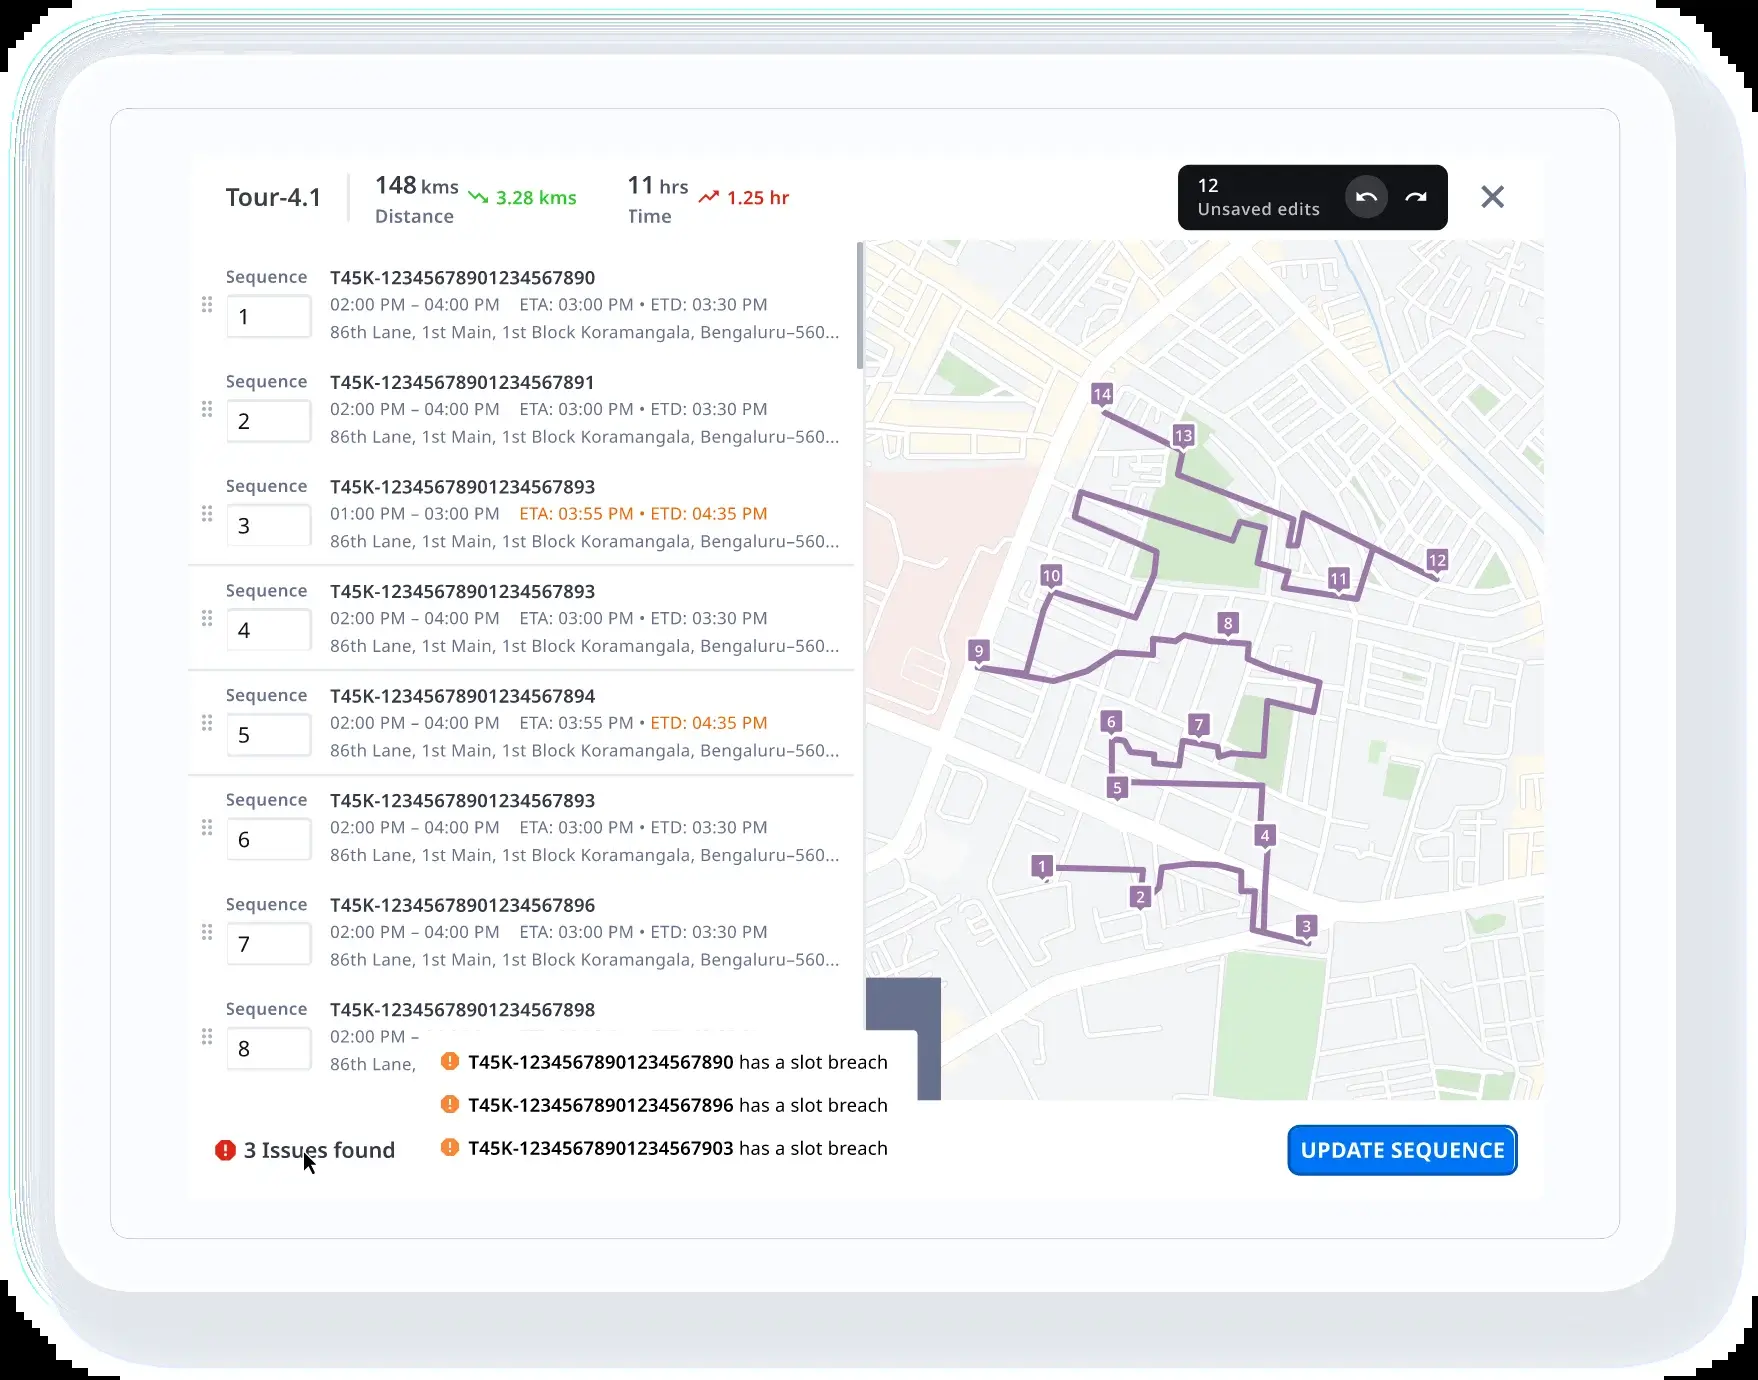 Tour-4.1
148 kms 3.28 kms
Distance
11 hrs 1.25 hr
Time
12
Unsaved edits
Sequence
1
T45K-12345678901234567890
02:00 PM – 04:00 PM ETA: 03:00 PM • ETD: 03:30 PM
86th Lane, 1st Main, 1st Block Koramangala, Bengaluru–560...
Sequence
2
T45K-12345678901234567891
02:00 PM – 04:00 PM ETA: 03:00 PM • ETD: 03:30 PM
86th Lane, 1st Main, 1st Block Koramangala, Bengaluru–560...
Sequence
3
T45K-12345678901234567893
01:00 PM – 03:00 PM ETA: 03:55 PM • ETD: 04:35 PM
86th Lane, 1st Main, 1st Block Koramangala, Bengaluru–560...
Sequence
4
T45K-12345678901234567893
02:00 PM – 04:00 PM ETA: 03:00 PM • ETD: 03:30 PM
86th Lane, 1st Main, 1st Block Koramangala, Bengaluru–560...
Sequence
5
T45K-12345678901234567894
02:00 PM – 04:00 PM ETA: 03:55 PM • ETD: 04:35 PM
86th Lane, 1st Main, 1st Block Koramangala, Bengaluru–560...
Sequence
6
T45K-12345678901234567893
02:00 PM – 04:00 PM ETA: 03:00 PM • ETD: 03:30 PM
86th Lane, 1st Main, 1st Block Koramangala, Bengaluru–560...
Sequence
7
T45K-12345678901234567896
02:00 PM – 04:00 PM ETA: 03:00 PM • ETD: 03:30 PM
86th Lane, 1st Main, 1st Block Koramangala, Bengaluru–560...
Sequence
8
T45K-12345678901234567898
02:00 PM –
86th Lane,
T45K-12345678901234567890 has a slot breach
T45K-12345678901234567896 has a slot breach
T45K-12345678901234567903 has a slot breach
3 Issues found
14
13
12
11
10
8
9
6
7
5
4
1
2
3
UPDATE SEQUENCE